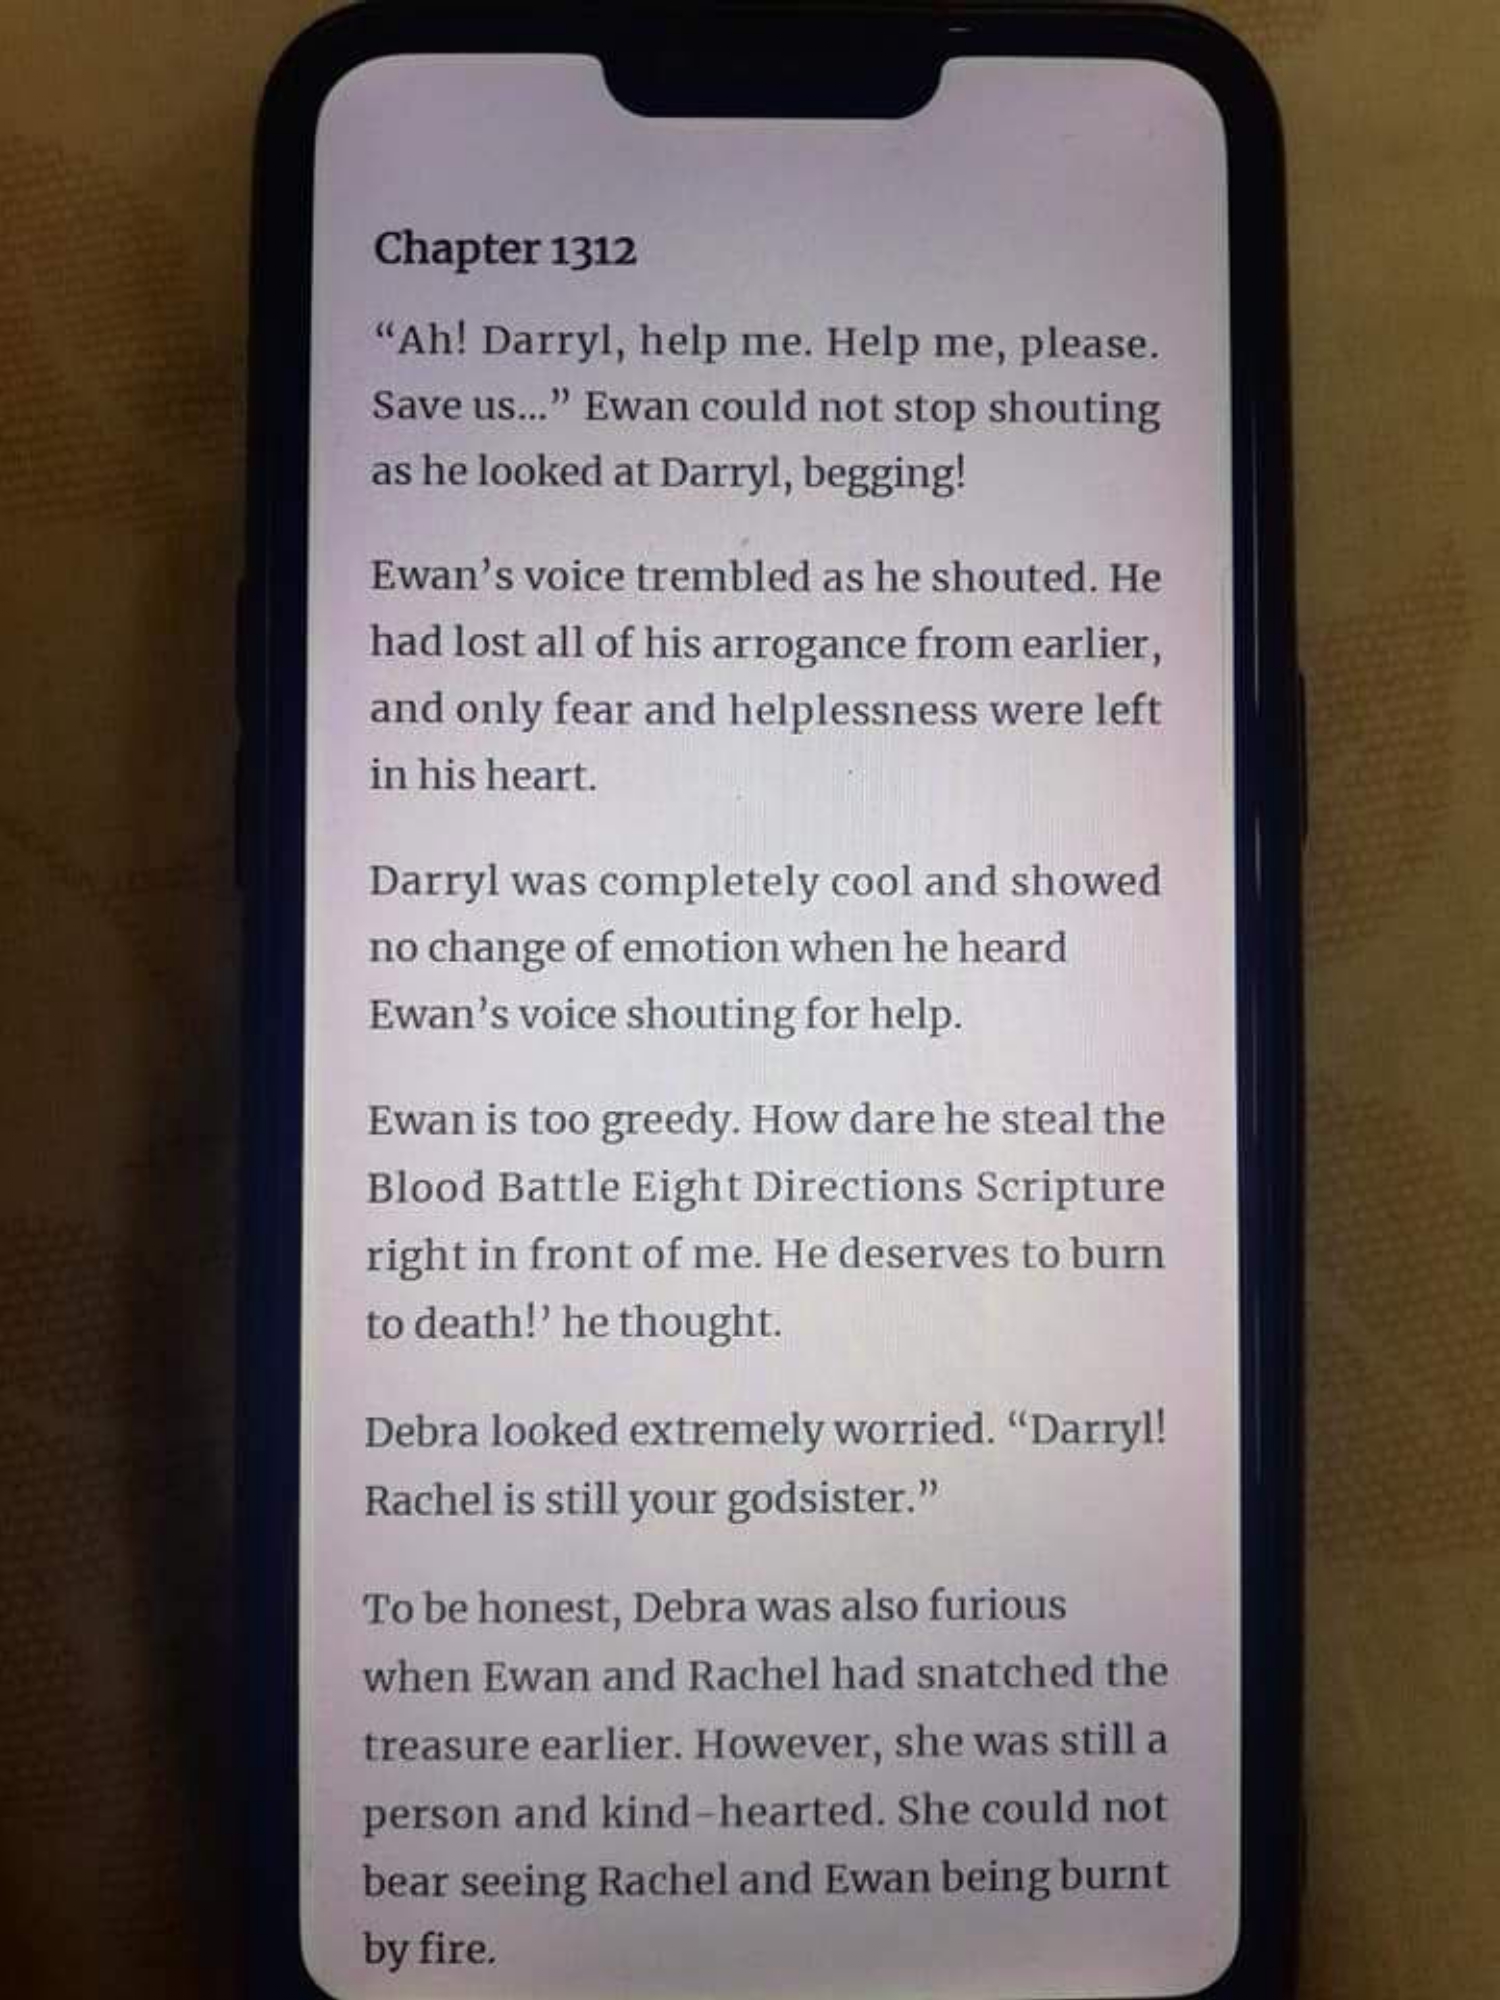 Chapter 1312
“Ah! Darryl, help me. Help me, please.
Save us...” Ewan could not stop shouting
as he looked at Darryl, begging!
Ewan’s voice trembled as he shouted. He
had lost all of his arrogance from earlier,
and only fear and helplessness were left
in his heart.
Darryl was completely cool and showed
no change of emotion when he heard
Ewan’s voice shouting for help.
Ewan is too greedy. How dare he steal the
Blood Battle Eight Directions Scripture
right in front of me. He deserves to burn
to death!’ he thought.
Debra looked extremely worried. “Darryl!
Rachel is still your godsister.”
To be honest, Debra was also furious
when Ewan and Rachel had snatched the
treasure earlier. However, she was still a
person and kind-hearted. She could not
bear seeing Rachel and Ewan being burnt
by fire.